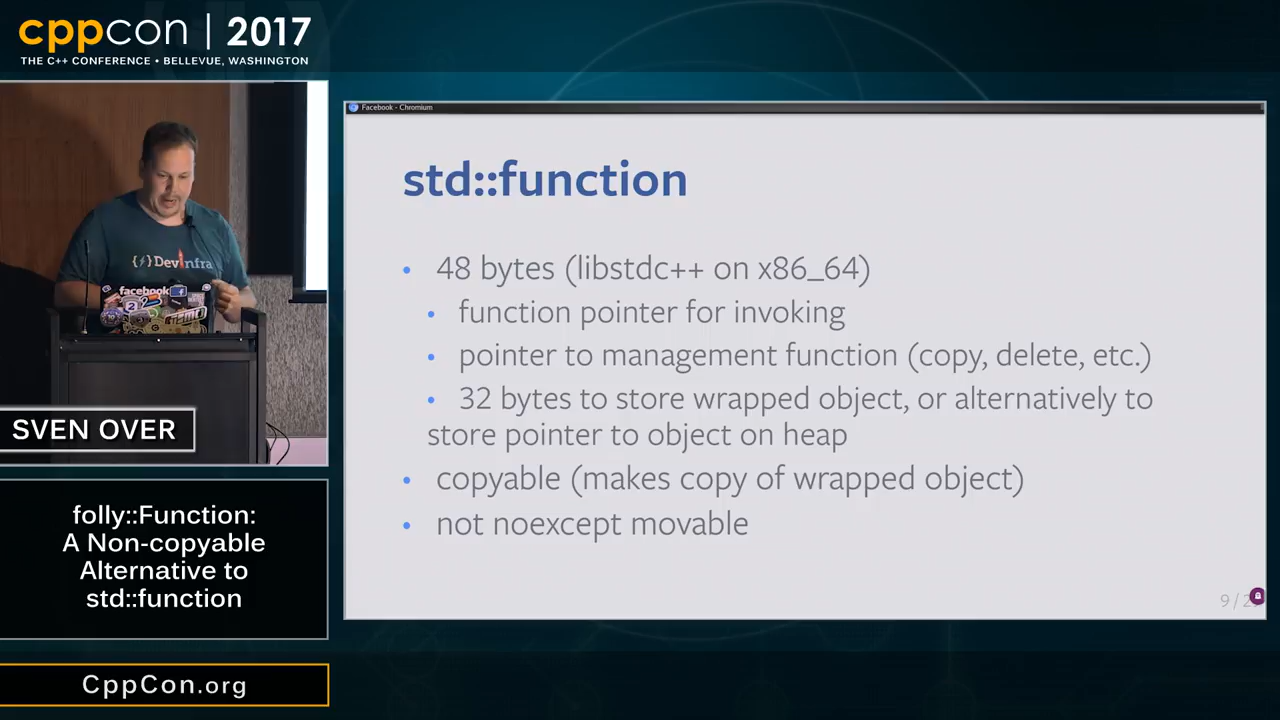 cppcon | 2017
THE C++ CONFERENCE • BELLEVUE, WASHINGTON
Facebook - Chromium
std::function
• 48 bytes (libstdc++ on x86_64)
• function pointer for invoking
• pointer to management function (copy, delete, etc.)
• 32 bytes to store wrapped object, or alternatively to
store pointer to object on heap
• copyable (makes copy of wrapped object)
• not noexcept movable
9 /
{/}DevInfra
facebook
SVEN OVER
folly::Function:
A Non-copyable
Alternative to
std::function
CppCon.org